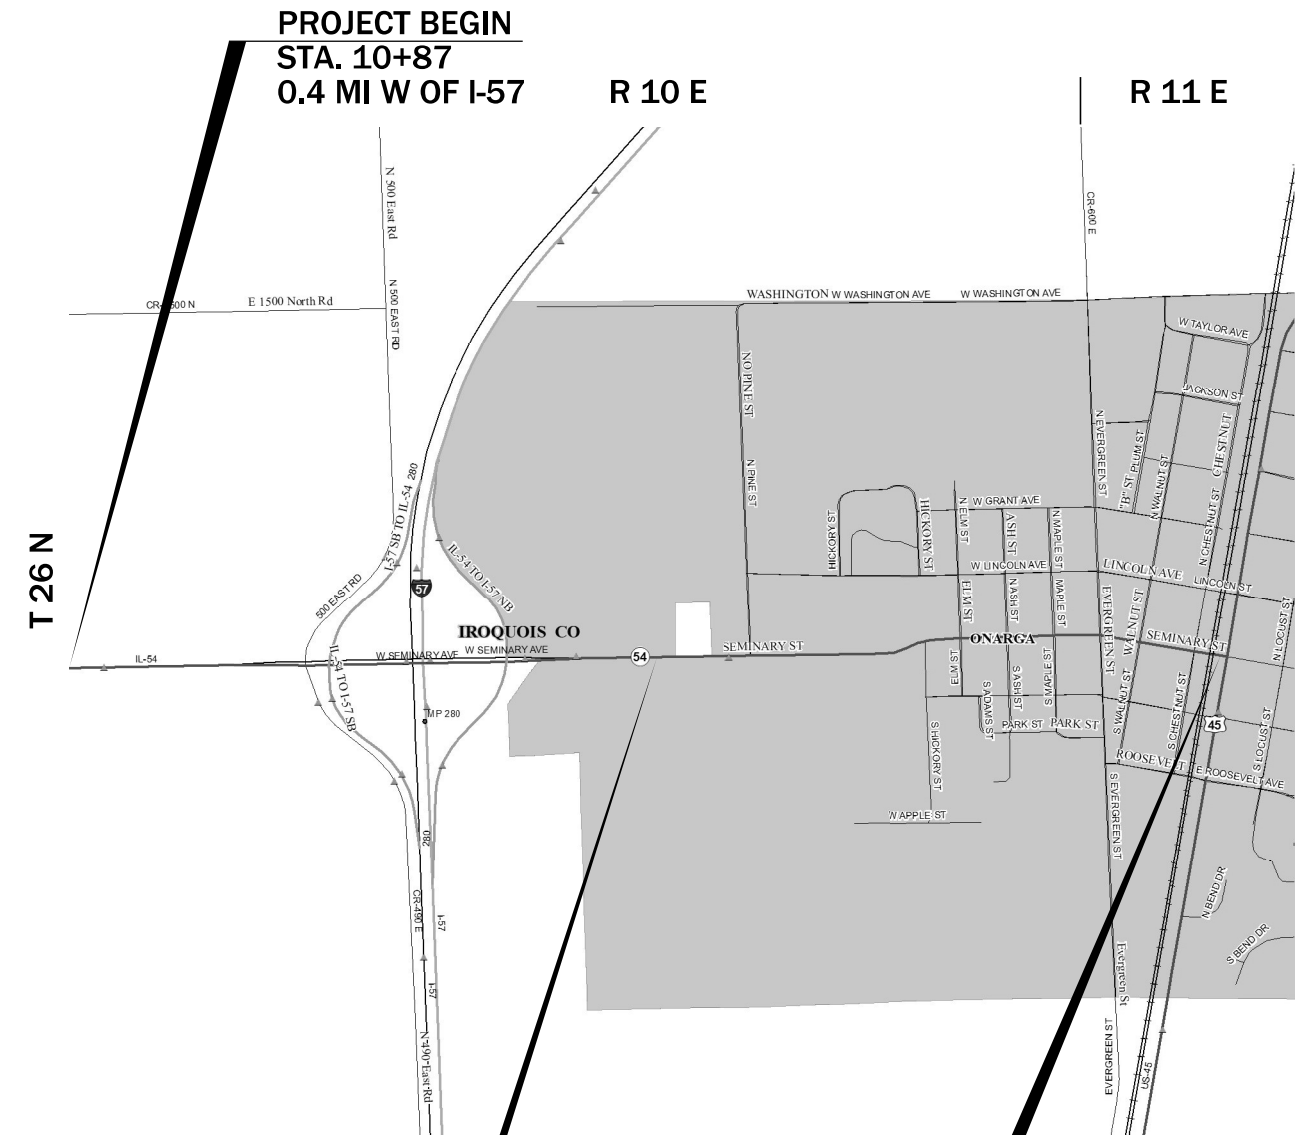 PROJECT BEGIN
STA. 10+87
0.4 MI W OF I-57
R 10 E
R 11 E
N 500 East Rd
CR-600 E
E 1500 North Rd
N 500 EAST RD
WASHINGTON
W WASHINGTON AVE
W WASHINGTON AVE
W TAYLOR AVE
JACKSON ST
NO PINE ST
N PINE ST
N EVERGREEN ST
"B" ST
PLUM ST
CHESTNUT
N WALNUT ST
N CHESTNUT ST
280
I-57 SB TO IL-54
IL-54 TO I-57 NB
HICKORY ST
HICKORY ST
N ELM ST
W GRANT AVE
ASH ST
N MAPLE ST
T 26 N
500 EAST RD
57
W LINCOLN AVE
LINCOLN AVE
LINCOLN ST
ELM ST
N ASH ST
MAPLE ST
EVERGREEN ST
WALNUT ST
N LOCUST ST
IROQUOIS CO
IL-54
W SEMINARY AVE
W SEMINARY AVE
54
SEMINARY ST
ONARGA
SEMINARY ST
IL-54 TO I-57 SB
MP 280
ELM ST
S ADAMS ST
S ASH ST
S MAPLE ST
S WALNUT ST
S CHESTNUT ST
S LOCUST ST
PARK ST
PARK ST
45
S HICKORY ST
ROOSEVELT
E ROOSEVELT AVE
W APPLE ST
S EVERGREEN ST
280
CR-490 E
I-57
N BEND DR
S BEND DR
Evergreen St
I-57
N 490 East Rd
EVERGREEN ST
US-45